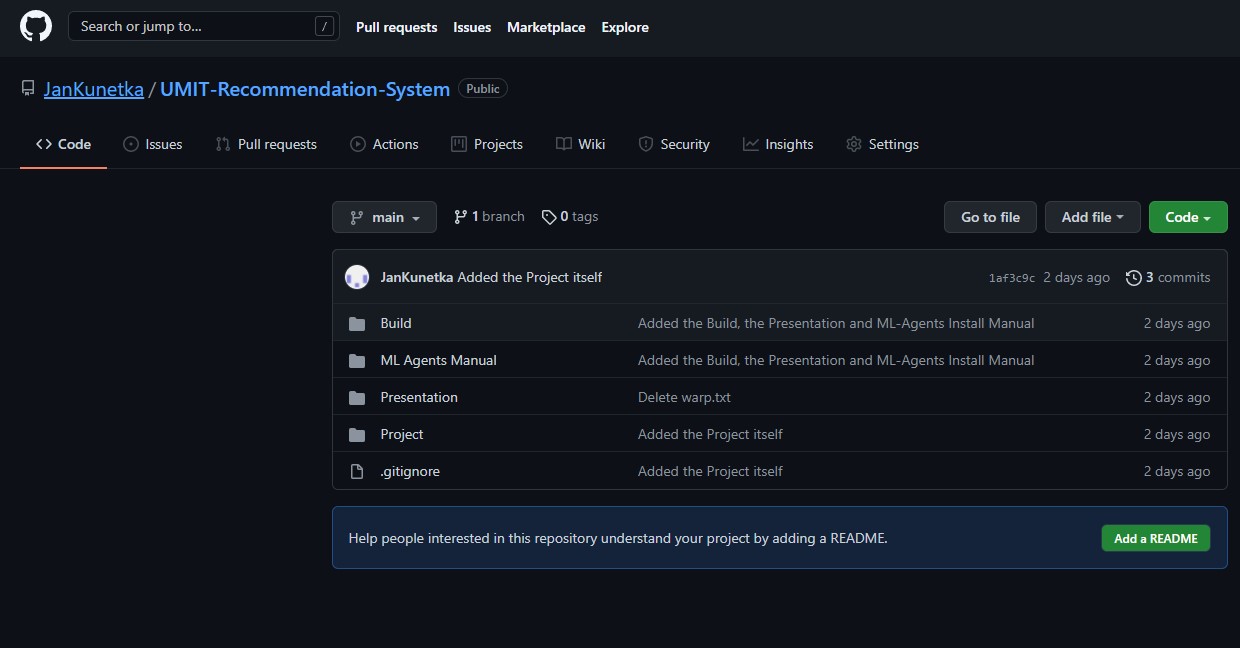 Search or jump to... /
Pull requests Issues Marketplace Explore
JanKunetka / UMIT-Recommendation-System Public
Code Issues Pull requests Actions Projects Wiki Security Insights Settings
main 1 branch 0 tags Go to file Add file Code
JanKunetka Added the Project itself 1af3c9c 2 days ago 3 commits
Build Added the Build, the Presentation and ML-Agents Install Manual 2 days ago
ML Agents Manual Added the Build, the Presentation and ML-Agents Install Manual 2 days ago
Presentation Delete warp.txt 2 days ago
Project Added the Project itself 2 days ago
.gitignore Added the Project itself 2 days ago
Help people interested in this repository understand your project by adding a README. Add a README